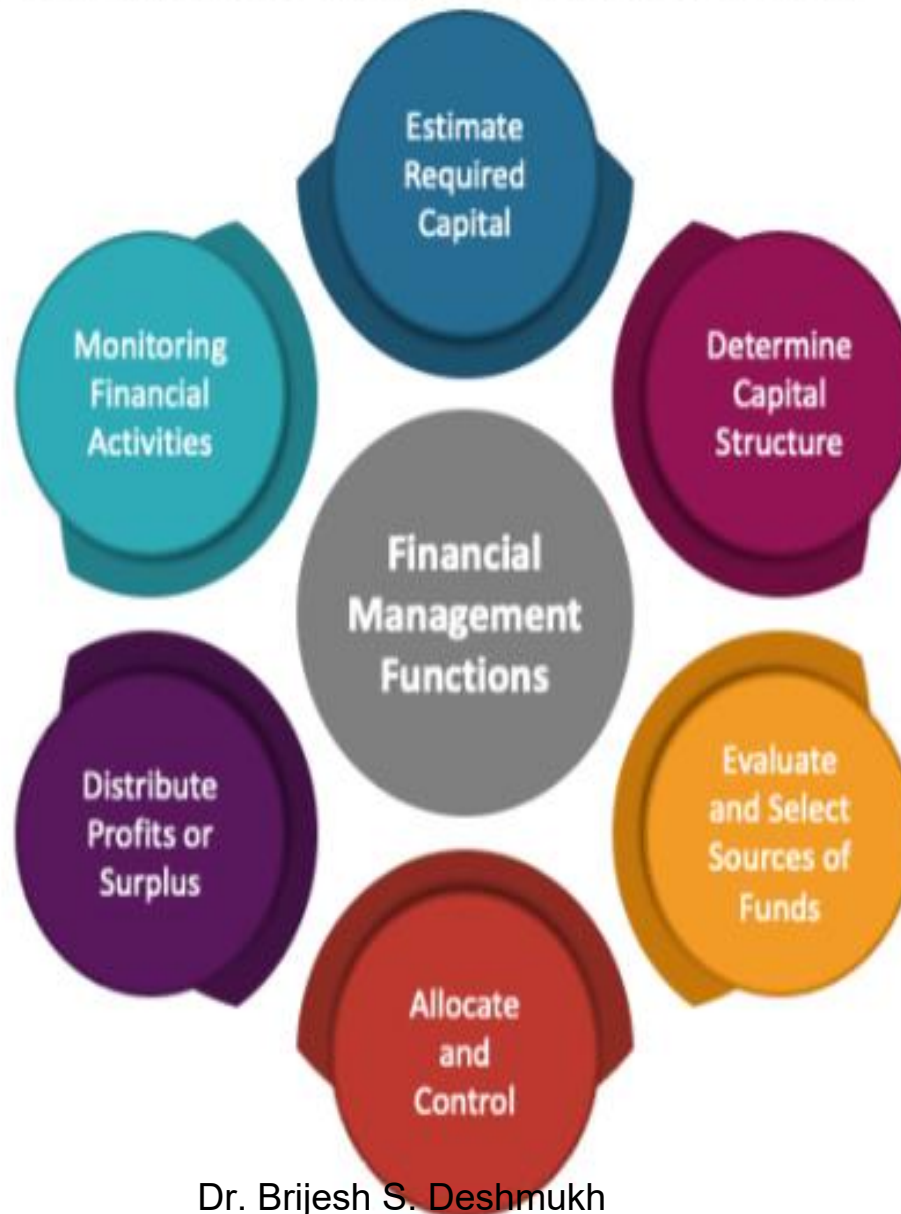 Estimate
Required
Capital
Determine
Capital
Structure
Evaluate
and Select
Sources of
Funds
Allocate
and
Control
Distribute
Profits or
Surplus
Monitoring
Financial
Activities
Financial
Management
Functions
Dr. Brijesh S. Deshmukh